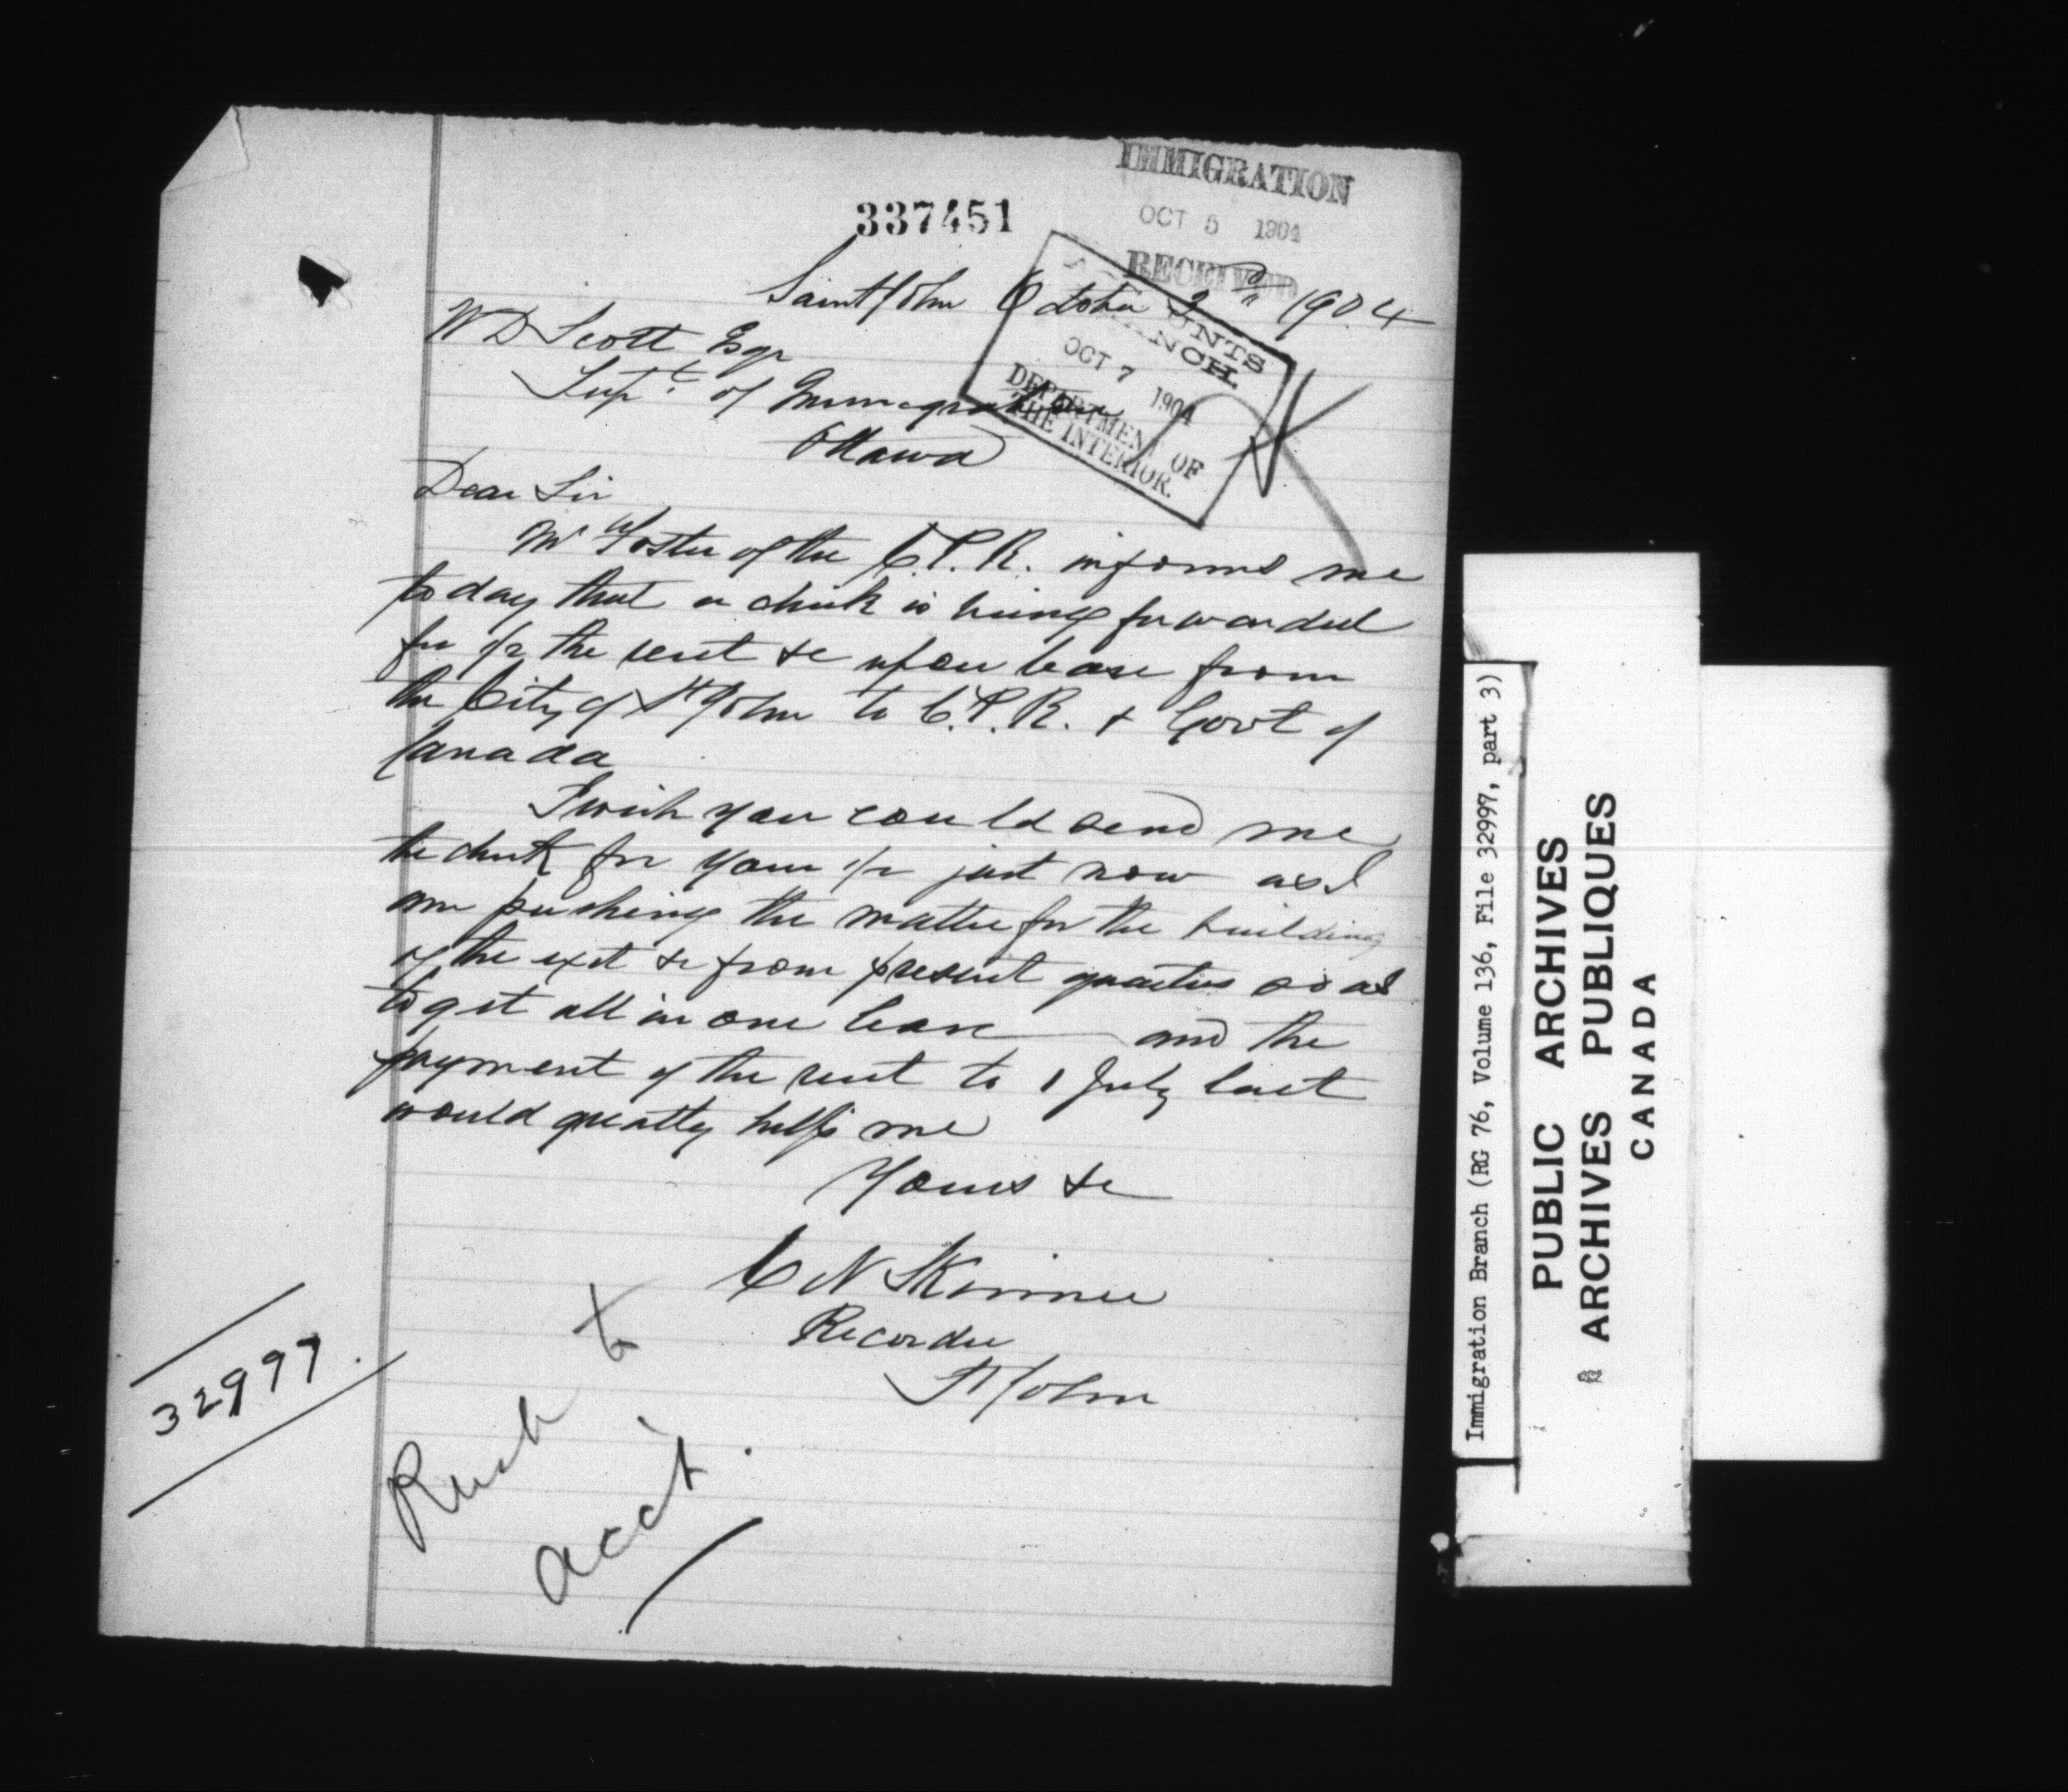 IMMIGRATION
OCT 5 1904
RECEIVED
337451
Saint John October 1904
ACCOUNTS
BRANCH.
OCT 7 1904
DEPARTMENT OF
THE INTERIOR.
W D Scott Esqr
Supt. of Immigration
Ottawa
Dear Sir
Mr Foster of the C.P.R. informs me
to day that a check is being forwarded
for 1/2 the rent &c upon lease from
the City of St John to C.P.R. & Govt of
Canada
I wish you could send me
the check for your 1/2 just now as I
am pushing the matter for the building
of the ext &c from present quarters so as
to get all in one lease and the
payment of the rent to 1 July last
would greatly help me
Yours &c
C N Skinner
Recorder
St John
32997.
Rush
acct.
Immigration Branch (RG 76, Volume 136, File 32997, part 3)
PUBLIC ARCHIVES
ARCHIVES PUBLIQUES
CANADA